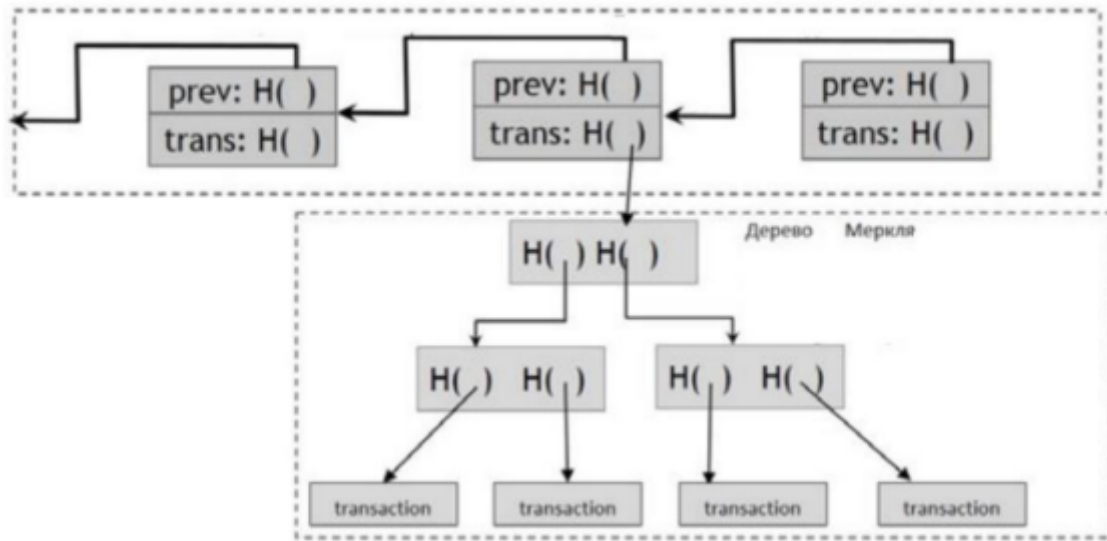 prev: H( ) prev: H( ) prev: H( )
trans: H( ) trans: H( ) trans: H( )
Дерево Меркля
H( ) H( )
H( ) H( ) H( ) H( )
transaction transaction transaction transaction